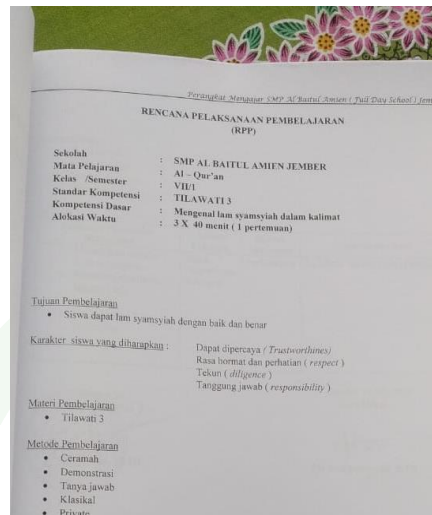 Perangkat Mengajar SMP Al Baitul Amien ( Full Day School ) Jem
RENCANA PELAKSANAAN PEMBELAJARAN
(RPP)
Sekolah : SMP AL BAITUL AMIEN JEMBER
Mata Pelajaran : Al – Qur'an
Kelas /Semester : VII/1
Standar Kompetensi : TILAWATI 3
Kompetensi Dasar : Mengenal lam syamsyiah dalam kalimat
Alokasi Waktu : 3 X 40 menit ( 1 pertemuan)
Tujuan Pembelajaran
• Siswa dapat lam syamsyiah dengan baik dan benar
Karakter siswa yang diharapkan : Dapat dipercaya ( Trustworthines)
Rasa hormat dan perhatian ( respect )
Tekun ( diligence )
Tanggung jawab ( responsibility )
Materi Pembelajaran
• Tilawati 3
Metode Pembelajaran
• Ceramah
• Demonstrasi
• Tanya jawab
• Klasikal
• Private